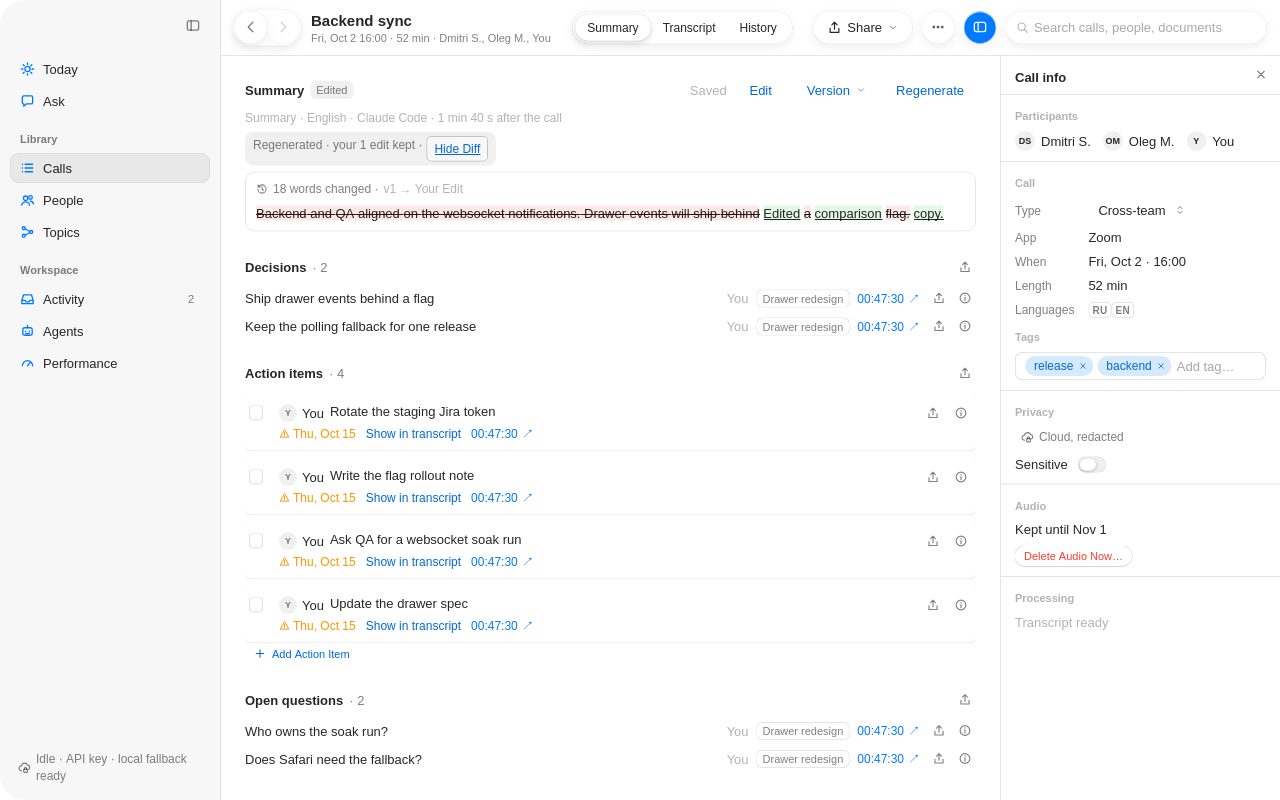 Backend sync
Fri, Oct 2 16:00 · 52 min · Dmitri S., Oleg M., You
Summary
Transcript
History
Share
Search calls, people, documents
Today
Ask
Library
Calls
People
Topics
Workspace
Activity 2
Agents
Performance
Idle · API key · local fallback
ready
Summary Edited
Saved Edit Version Regenerate
Summary · English · Claude Code · 1 min 40 s after the call
Regenerated · your 1 edit kept · Hide Diff
18 words changed · v1 → Your Edit
Backend and QA aligned on the websocket notifications. Drawer events will ship behind Edited a comparison flag. copy.
Decisions · 2
Ship drawer events behind a flag You Drawer redesign 00:47:30
Keep the polling fallback for one release You Drawer redesign 00:47:30
Action items · 4
Y You Rotate the staging Jira token
Thu, Oct 15 Show in transcript 00:47:30
Y You Write the flag rollout note
Thu, Oct 15 Show in transcript 00:47:30
Y You Ask QA for a websocket soak run
Thu, Oct 15 Show in transcript 00:47:30
Y You Update the drawer spec
Thu, Oct 15 Show in transcript 00:47:30
Add Action Item
Open questions · 2
Who owns the soak run? You Drawer redesign 00:47:30
Does Safari need the fallback? You Drawer redesign 00:47:30
Call info
Participants
DS Dmitri S. OM Oleg M. Y You
Call
Type Cross-team
App Zoom
When Fri, Oct 2 · 16:00
Length 52 min
Languages RU EN
Tags
release × backend × Add tag…
Privacy
Cloud, redacted
Sensitive
Audio
Kept until Nov 1
Delete Audio Now…
Processing
Transcript ready